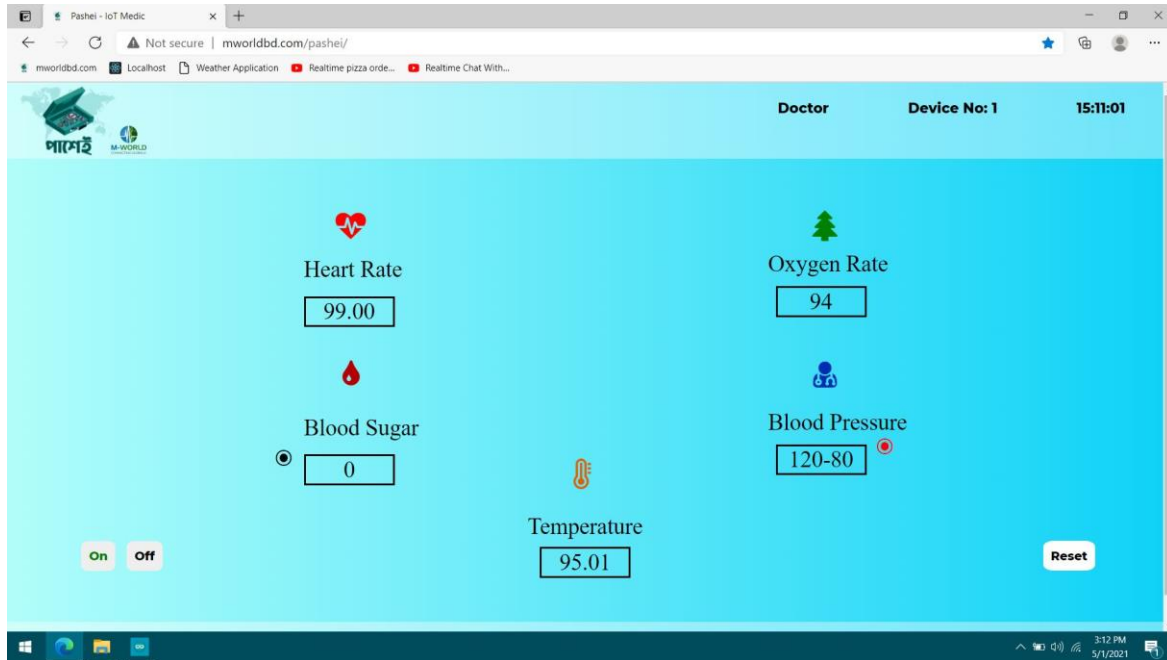 Pashei - IoT Medic
Not secure | mworldbd.com/pashei/
mworldbd.com Localhost Weather Application Realtime pizza orde... Realtime Chat With...
পাশেই M-WORLD
Doctor Device No: 1 15:11:01
Heart Rate
99.00
Oxygen Rate
94
Blood Sugar
0
Blood Pressure
120-80
Temperature
95.01
On Off
Reset
3:12 PM
5/1/2021
1